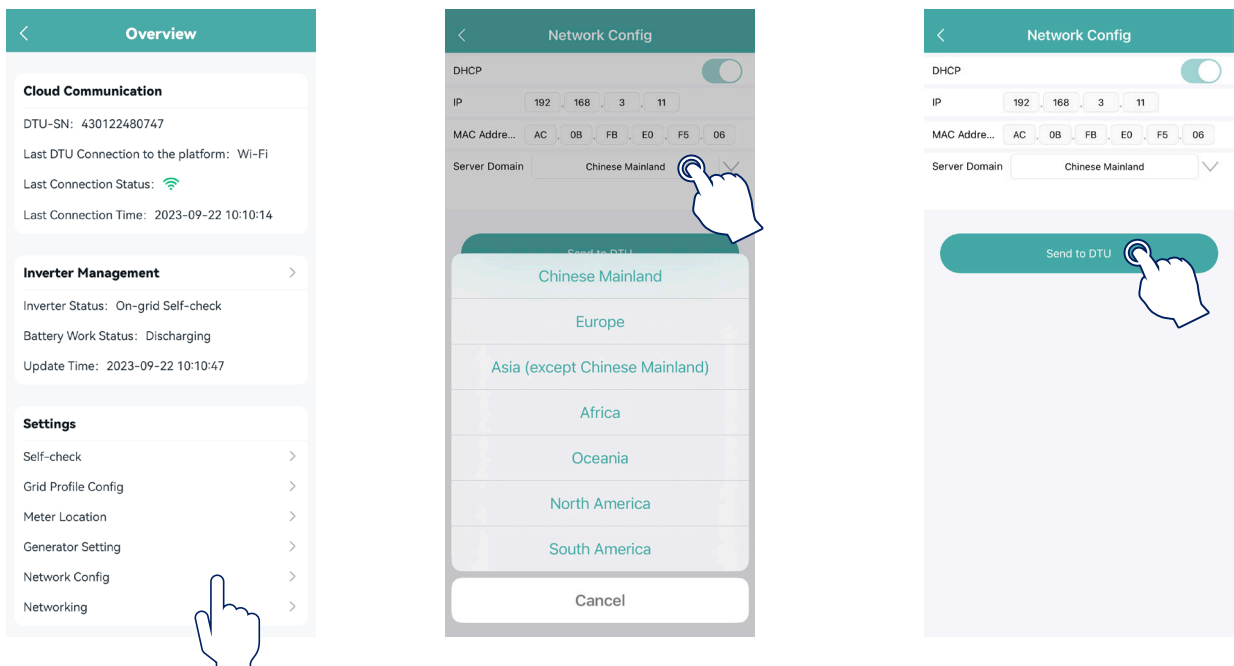 Overview
Cloud Communication
DTU-SN: 430122480747
Last DTU Connection to the platform: Wi-Fi
Last Connection Status:
Last Connection Time: 2023-09-22 10:10:14
Inverter Management
Inverter Status: On-grid Self-check
Battery Work Status: Discharging
Update Time: 2023-09-22 10:10:47
Settings
Self-check
Grid Profile Config
Meter Location
Generator Setting
Network Config
Networking
Network Config
DHCP
IP 192 . 168 . 3 . 11
MAC Addre... AC . 0B . FB . E0 . F5 . 06
Server Domain Chinese Mainland
Send to DTU
Chinese Mainland
Europe
Asia (except Chinese Mainland)
Africa
Oceania
North America
South America
Cancel
Network Config
DHCP
IP 192 . 168 . 3 . 11
MAC Addre... AC . 0B . FB . E0 . F5 . 06
Server Domain Chinese Mainland
Send to DTU